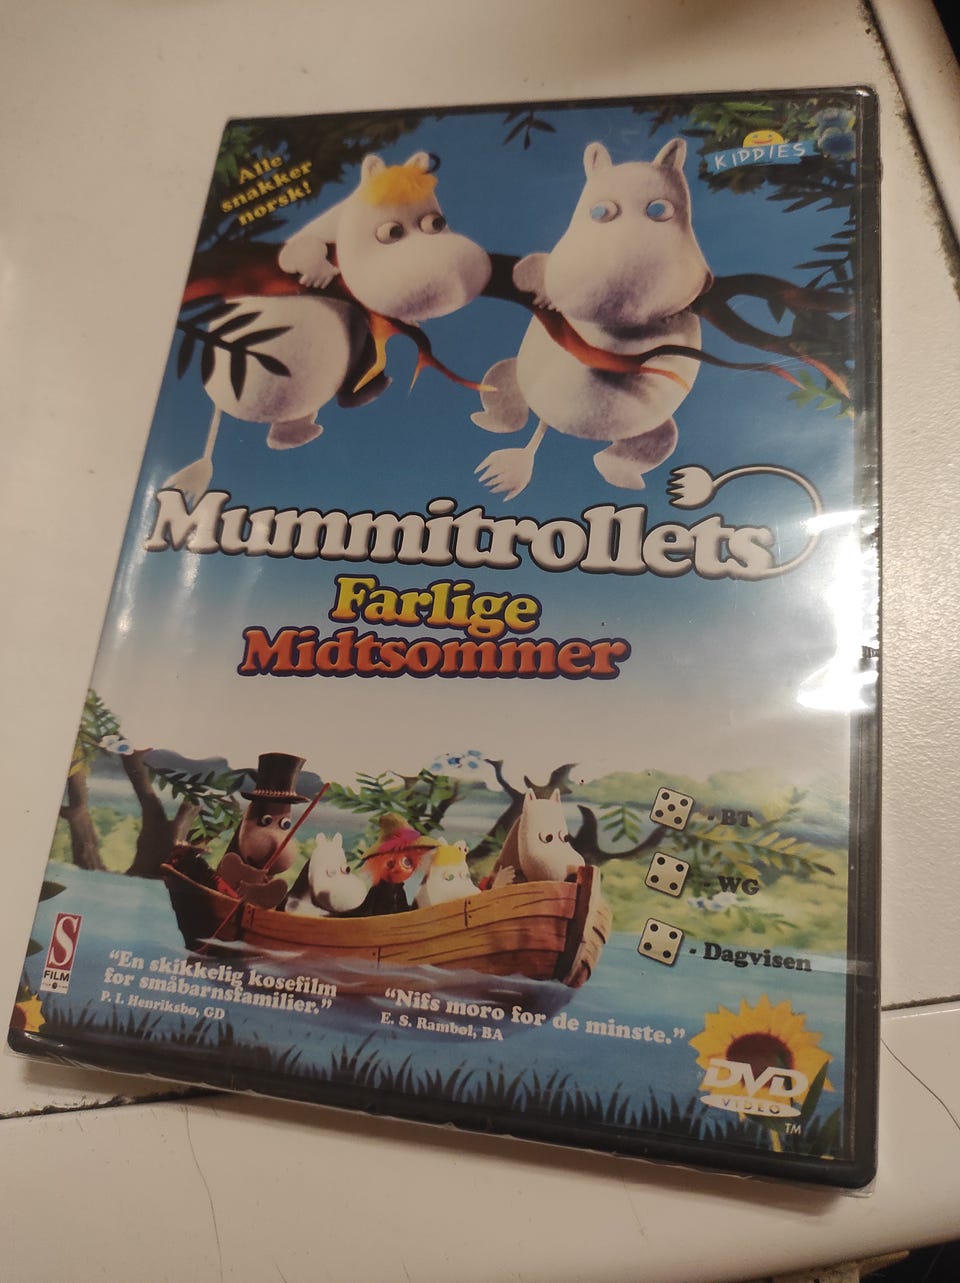 Alle
snakker
norsk!
KIDDIES
Mummitrollets
Farlige
Midtsommer
- BT
- WG
- Dagvisen
S
FILM
"En skikkelig kosefilm
for småbarnsfamilier."
P. I. Henriksbø, GD
"Nifs moro for de minste."
E. S. Rambøl, BA
DVD
VIDEO
TM